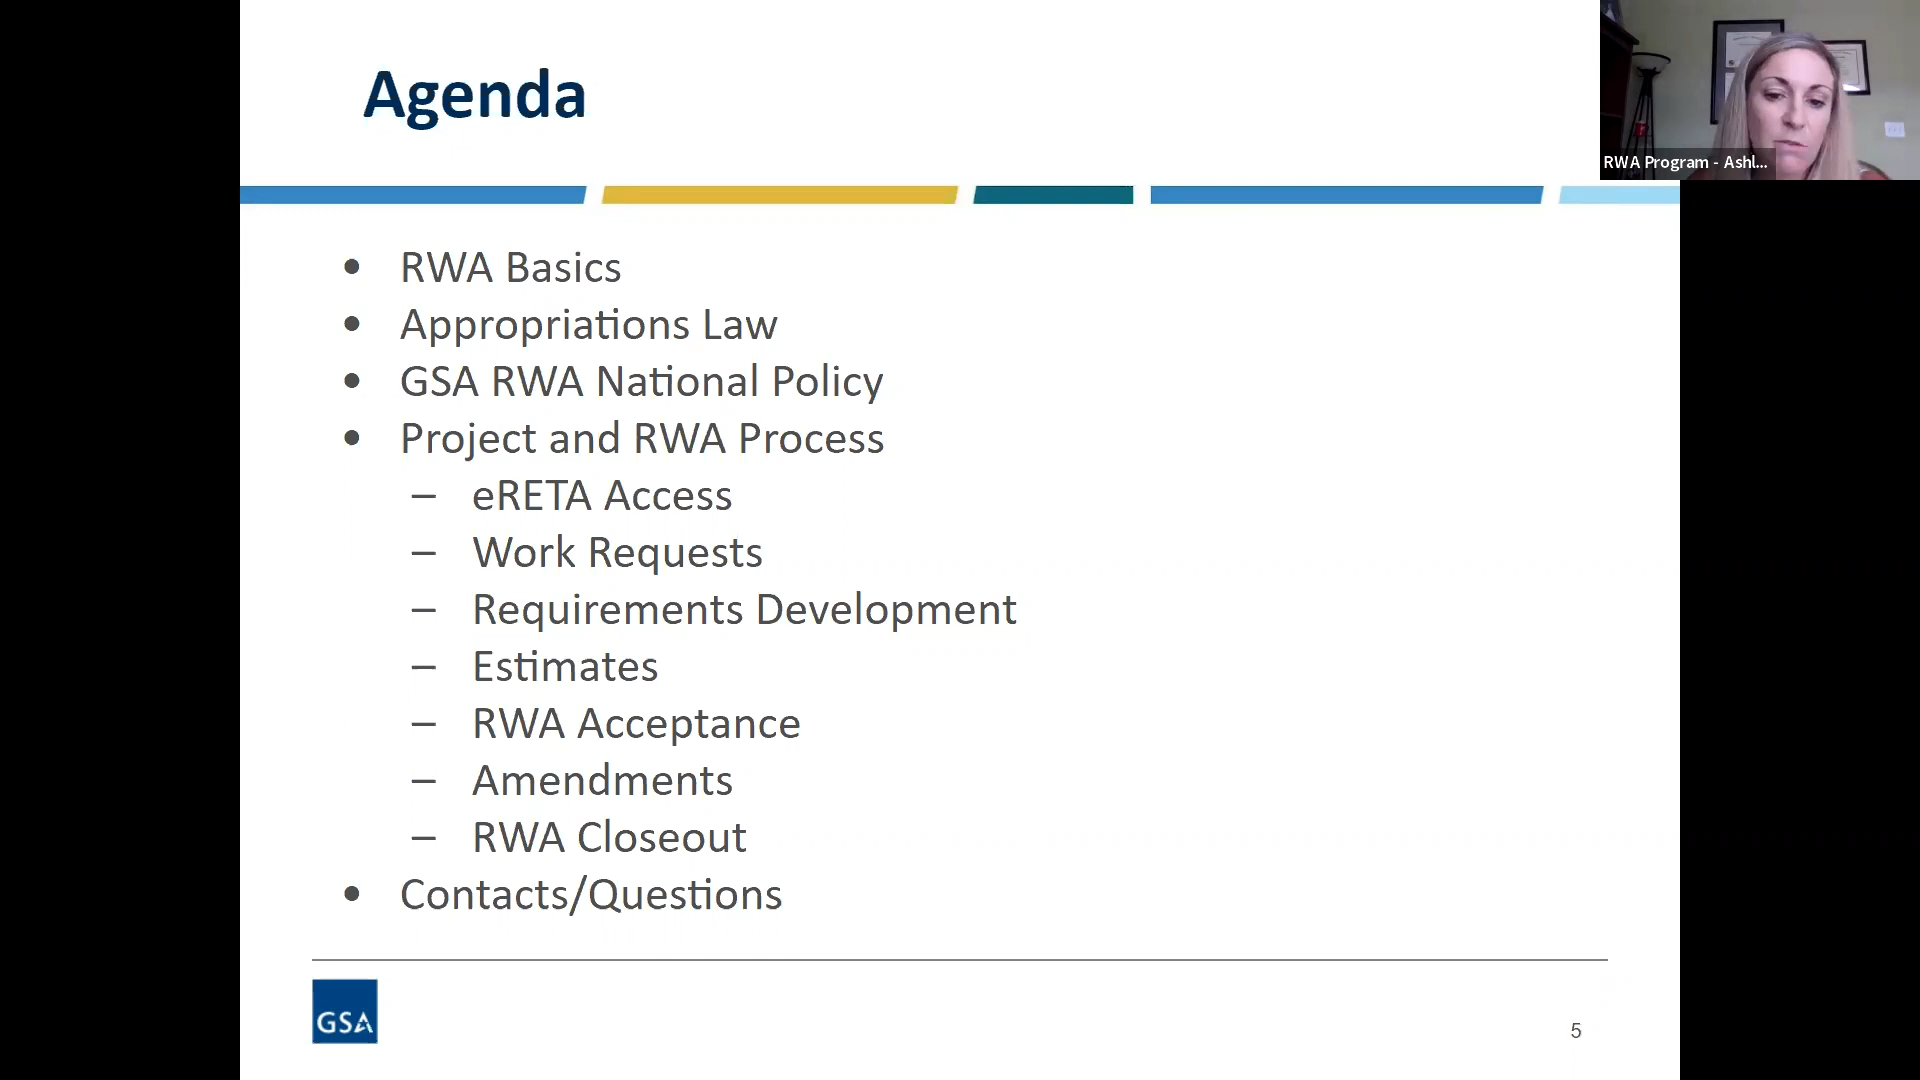 Agenda
RWA Program - Ashl...
• RWA Basics
• Appropriations Law
• GSA RWA National Policy
• Project and RWA Process
– eRETA Access
– Work Requests
– Requirements Development
– Estimates
– RWA Acceptance
– Amendments
– RWA Closeout
• Contacts/Questions
GSA
5